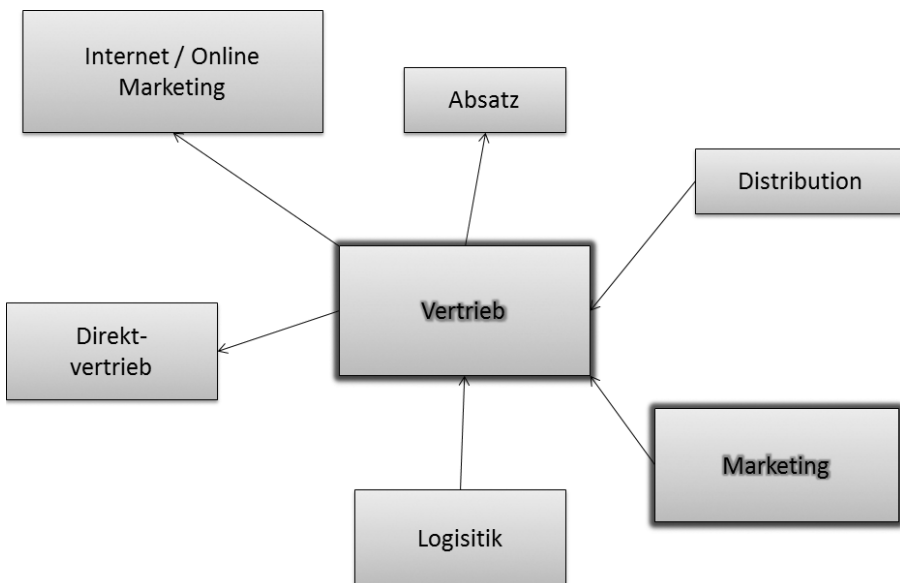 Internet / Online
Marketing
Absatz
Distribution
Vertrieb
Direkt-
vertrieb
Marketing
Logisitik